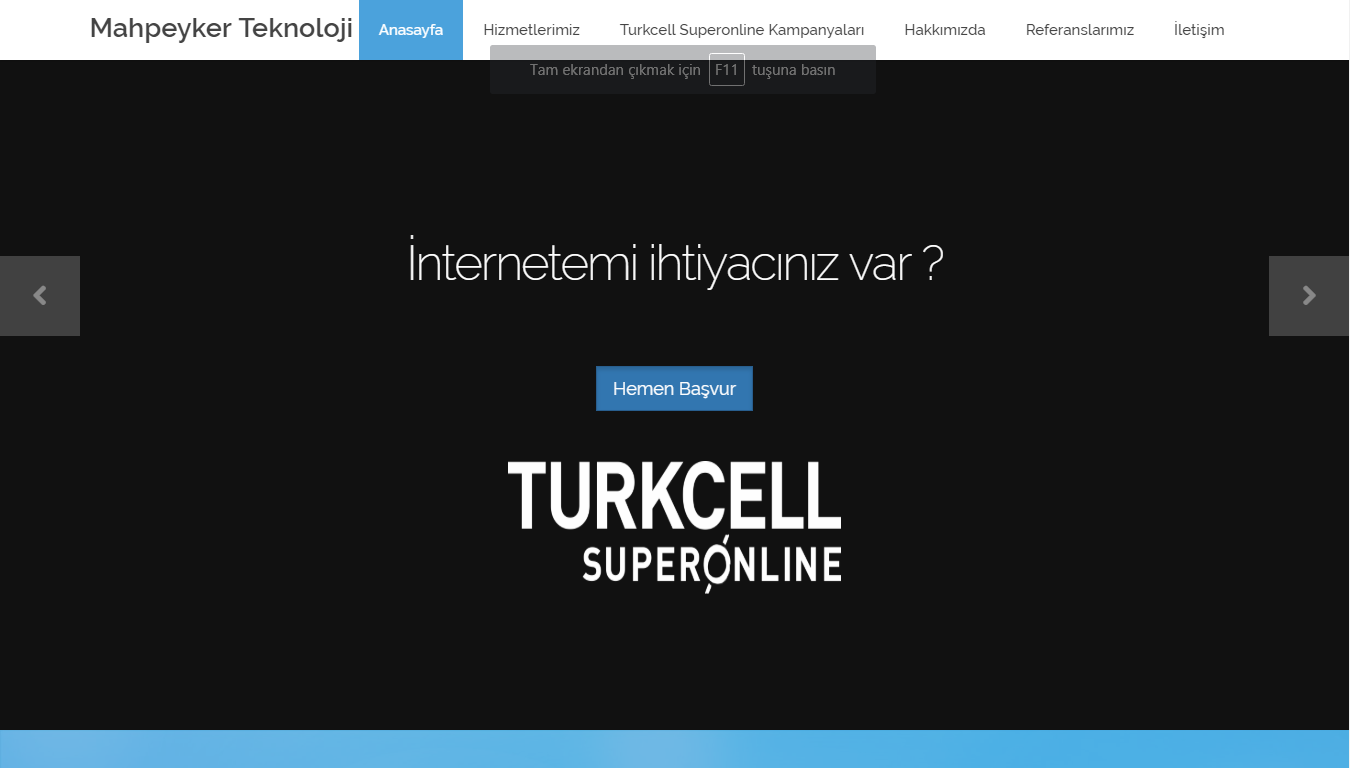 Mahpeyker Teknoloji Anasayfa Hizmetlerimiz Turkcell Superonline Kampanyaları Hakkımızda Referanslarımız İletişim
Tam ekrandan çıkmak için F11 tuşuna basın
İnternetemi ihtiyacınız var ?
Hemen Başvur
TURKCELL
SUPERONLINE